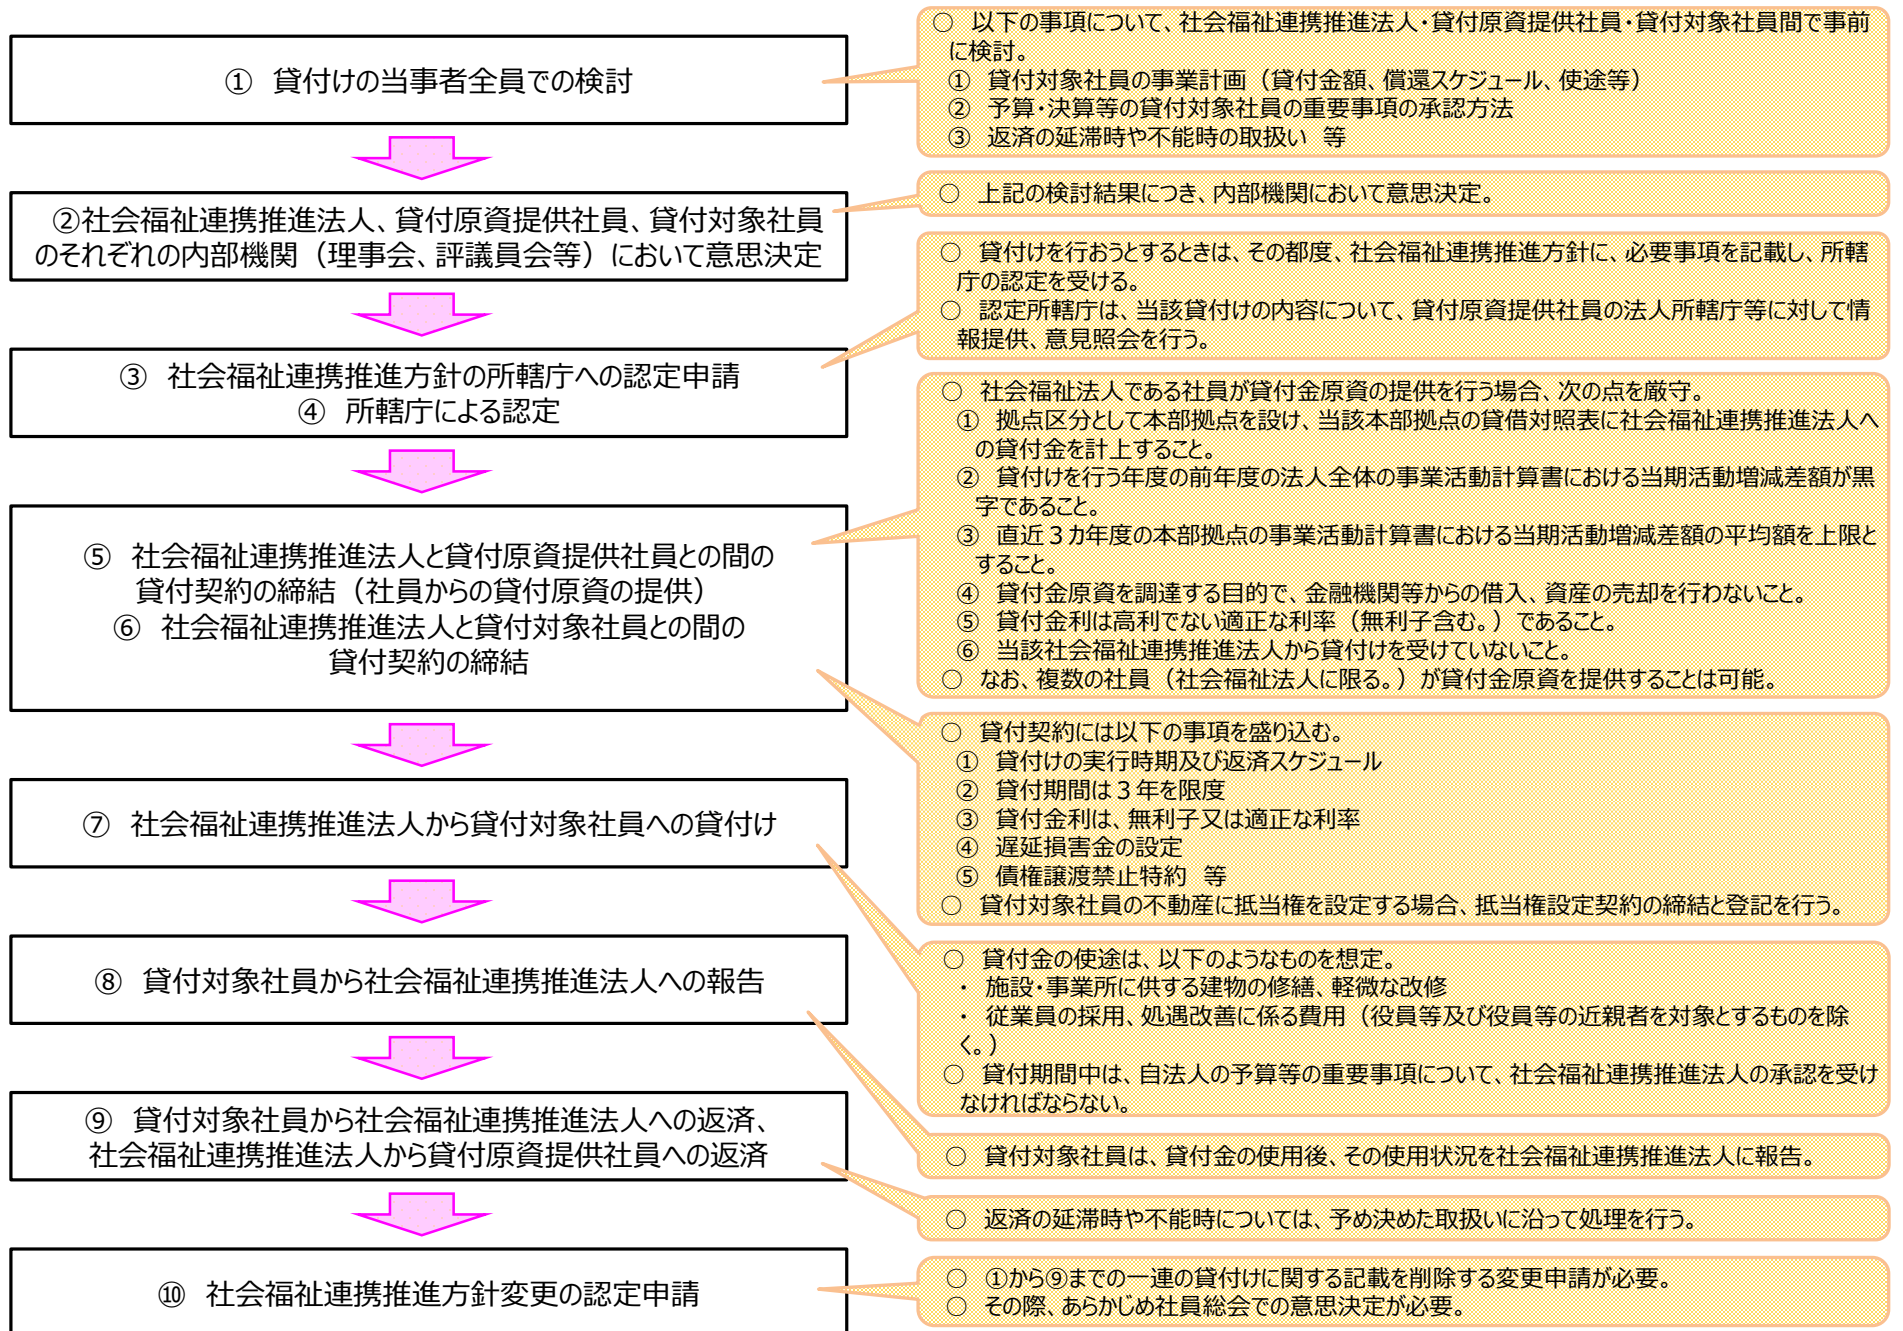 ① 貸付けの当事者全員での検討
○ 以下の事項について、社会福祉連携推進法人・貸付原資提供社員・貸付対象社員間で事前
に検討。
① 貸付対象社員の事業計画（貸付金額、償還スケジュール、使途等）
② 予算・決算等の貸付対象社員の重要事項の承認方法
③ 返済の延滞時や不能時の取扱い 等
②社会福祉連携推進法人、貸付原資提供社員、貸付対象社員
のそれぞれの内部機関（理事会、評議員会等）において意思決定
○ 上記の検討結果につき、内部機関において意思決定。
③ 社会福祉連携推進方針の所轄庁への認定申請
④ 所轄庁による認定
○ 貸付けを行おうとするときは、その都度、社会福祉連携推進方針に、必要事項を記載し、所轄
庁の認定を受ける。
○ 認定所轄庁は、当該貸付けの内容について、貸付原資提供社員の法人所轄庁等に対して情
報提供、意見照会を行う。
⑤ 社会福祉連携推進法人と貸付原資提供社員との間の
貸付契約の締結（社員からの貸付原資の提供）
⑥ 社会福祉連携推進法人と貸付対象社員との間の
貸付契約の締結
○ 社会福祉法人である社員が貸付金原資の提供を行う場合、次の点を厳守。
① 拠点区分として本部拠点を設け、当該本部拠点の貸借対照表に社会福祉連携推進法人へ
の貸付金を計上すること。
② 貸付けを行う年度の前年度の法人全体の事業活動計算書における当期活動増減差額が黒
字であること。
③ 直近３カ年度の本部拠点の事業活動計算書における当期活動増減差額の平均額を上限と
すること。
④ 貸付金原資を調達する目的で、金融機関等からの借入、資産の売却を行わないこと。
⑤ 貸付金利は高利でない適正な利率（無利子含む。）であること。
⑥ 当該社会福祉連携推進法人から貸付けを受けていないこと。
○ なお、複数の社員（社会福祉法人に限る。）が貸付金原資を提供することは可能。
○ 貸付契約には以下の事項を盛り込む。
① 貸付けの実行時期及び返済スケジュール
② 貸付期間は３年を限度
③ 貸付金利は、無利子又は適正な利率
④ 遅延損害金の設定
⑤ 債権譲渡禁止特約 等
○ 貸付対象社員の不動産に抵当権を設定する場合、抵当権設定契約の締結と登記を行う。
⑦ 社会福祉連携推進法人から貸付対象社員への貸付け
○ 貸付金の使途は、以下のようなものを想定。
・ 施設・事業所に供する建物の修繕、軽微な改修
・ 従業員の採用、処遇改善に係る費用（役員等及び役員等の近親者を対象とするものを除
く。）
○ 貸付期間中は、自法人の予算等の重要事項について、社会福祉連携推進法人の承認を受け
なければならない。
⑧ 貸付対象社員から社会福祉連携推進法人への報告
○ 貸付対象社員は、貸付金の使用後、その使用状況を社会福祉連携推進法人に報告。
⑨ 貸付対象社員から社会福祉連携推進法人への返済、
社会福祉連携推進法人から貸付原資提供社員への返済
○ 返済の延滞時や不能時については、予め決めた取扱いに沿って処理を行う。
⑩ 社会福祉連携推進方針変更の認定申請
○ ①から⑨までの一連の貸付けに関する記載を削除する変更申請が必要。
○ その際、あらかじめ社員総会での意思決定が必要。